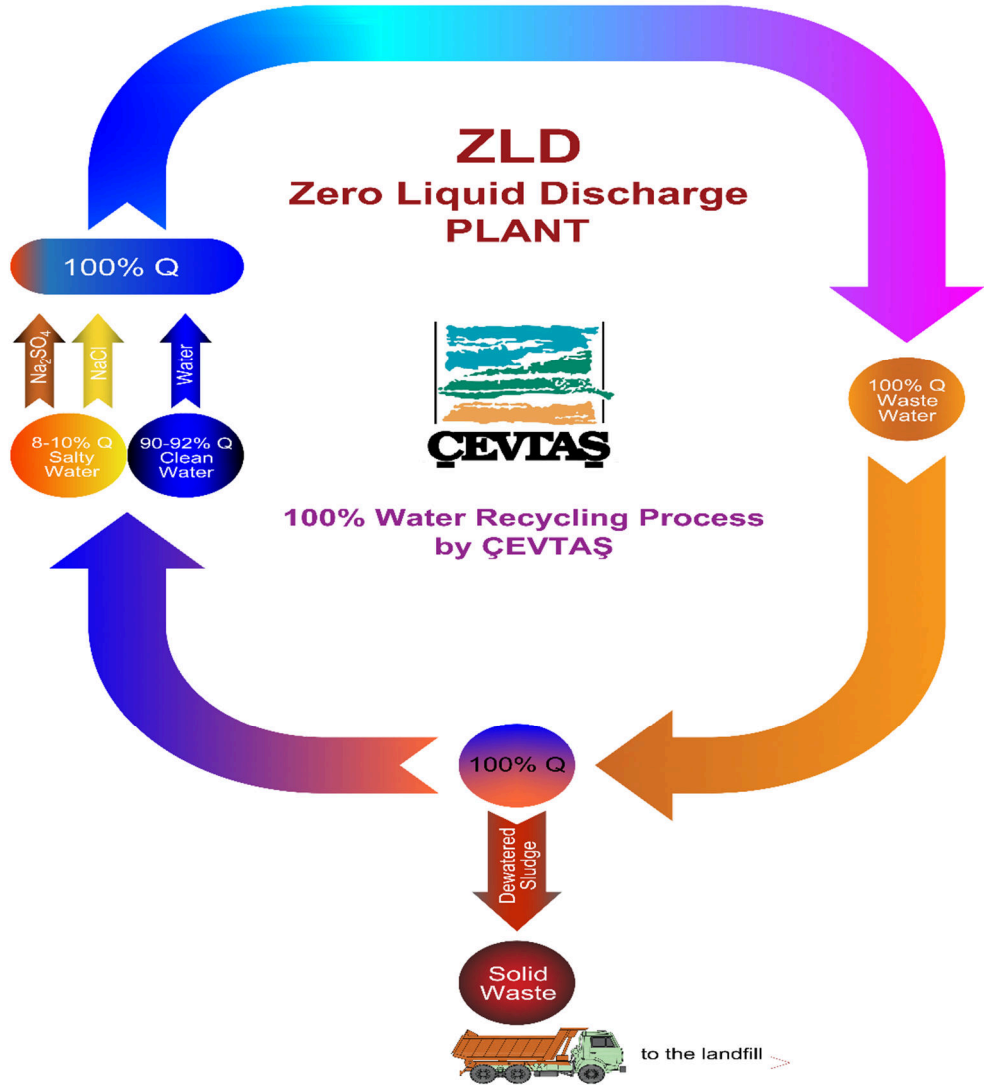 ZLD
Zero Liquid Discharge
PLANT
100% Q
Na₂SO₄
NaCl
Water
8-10% Q
Salty
Water
90-92% Q
Clean
Water
ÇEVTAŞ
100% Q
Waste
Water
100% Water Recycling Process
by ÇEVTAŞ
100% Q
Dewatered
Sludge
Solid
Waste
to the landfill